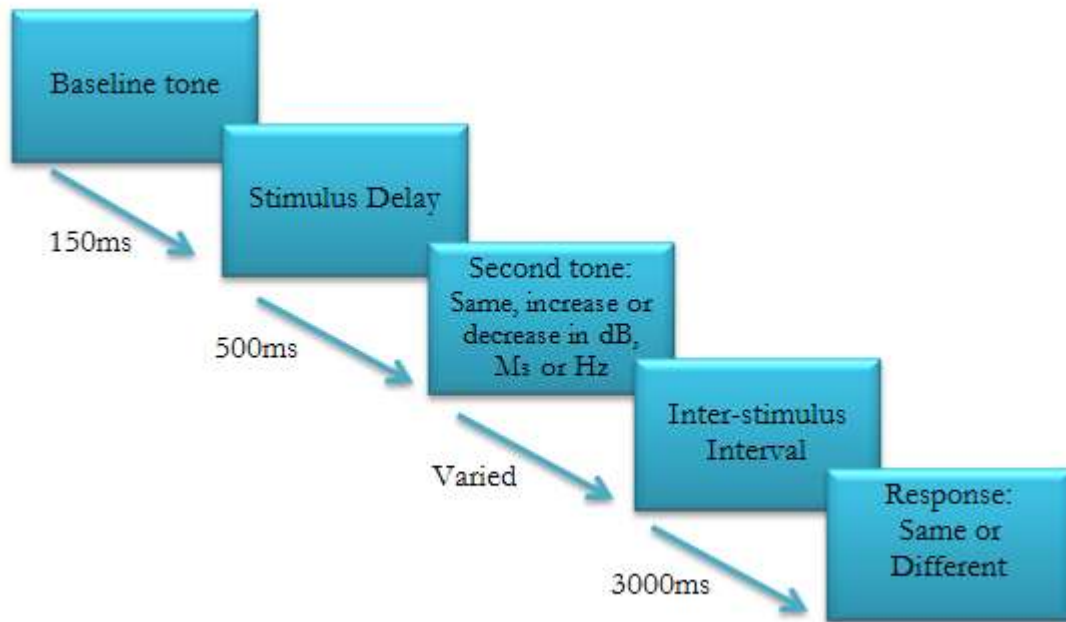 Baseline tone
150ms
Stimulus Delay
500ms
Second tone:
Same, increase or
decrease in dB,
Ms or Hz
Varied
Inter-stimulus
Interval
3000ms
Response:
Same or
Different